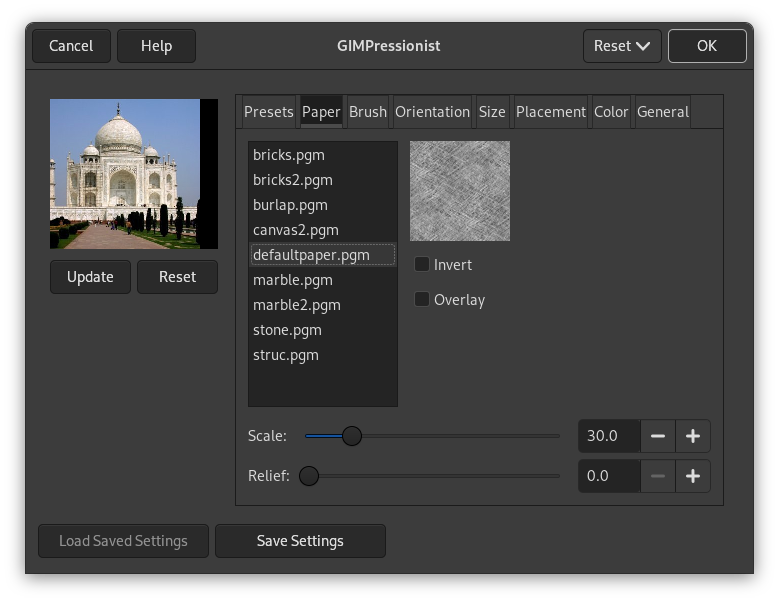 Cancel Help GIMPressionist Reset OK
Presets Paper Brush Orientation Size Placement Color General
bricks.pgm
bricks2.pgm
burlap.pgm
canvas2.pgm
defaultpaper.pgm
marble.pgm
marble2.pgm
stone.pgm
struc.pgm
Invert
Overlay
Update Reset
Scale: 30.0
Relief: 0.0
Load Saved Settings Save Settings